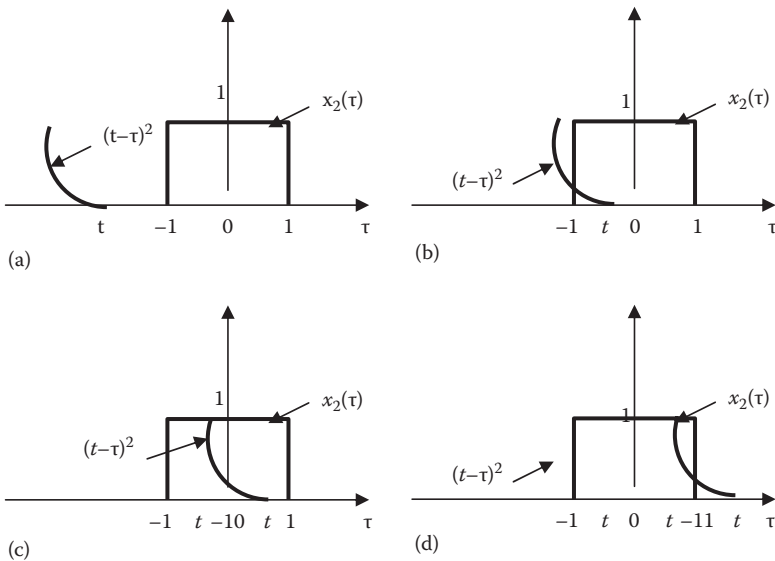 1
x₂(τ)
(t–τ)²
t –1 0 1 τ
(a)
1
x₂(τ)
(t–τ)²
–1 t 0 1 τ
(b)
1
x₂(τ)
(t–τ)²
–1 t –10 t 1 τ
(c)
1
x₂(τ)
(t–τ)²
–1 t 0 t –11 t τ
(d)